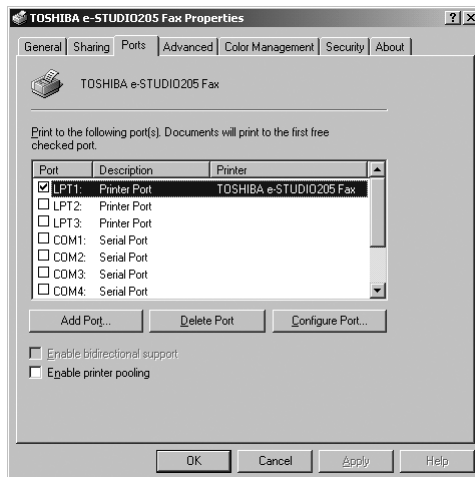 TOSHIBA e-STUDIO205 Fax Properties
General Sharing Ports Advanced Color Management Security About
TOSHIBA e-STUDIO205 Fax
Print to the following port(s). Documents will print to the first free
checked port.
Port Description Printer
LPT1: Printer Port TOSHIBA e-STUDIO205 Fax
LPT2: Printer Port
LPT3: Printer Port
COM1: Serial Port
COM2: Serial Port
COM3: Serial Port
COM4: Serial Port
Add Port... Delete Port Configure Port...
Enable bidirectional support
Enable printer pooling
OK Cancel Apply Help